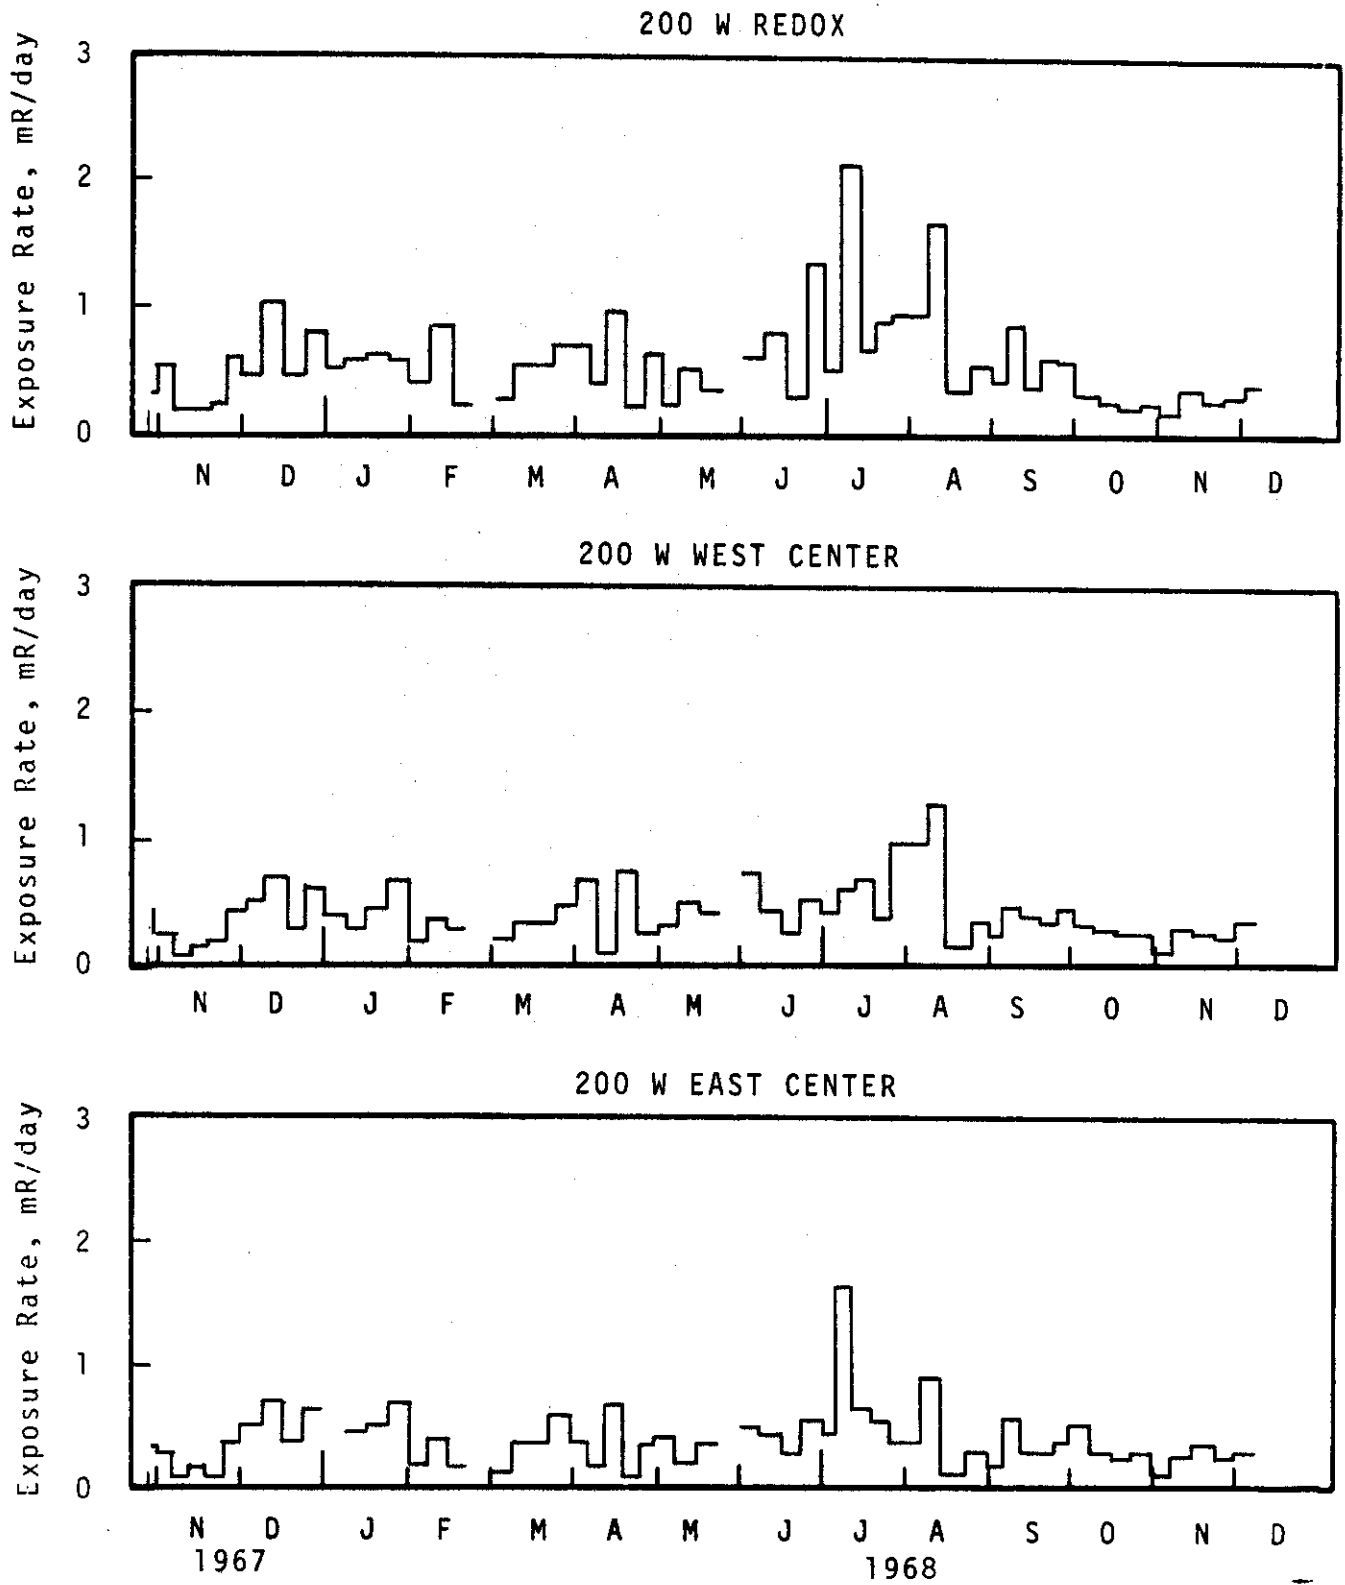 200 W REDOX
Exposure Rate, mR/day
3
2
1
0
N D J F M A M J J A S O N D
200 W WEST CENTER
Exposure Rate, mR/day
3
2
1
0
N D J F M A M J J A S O N D
200 W EAST CENTER
Exposure Rate, mR/day
3
2
1
0
N D J F M A M J J A S O N D
1967 1968